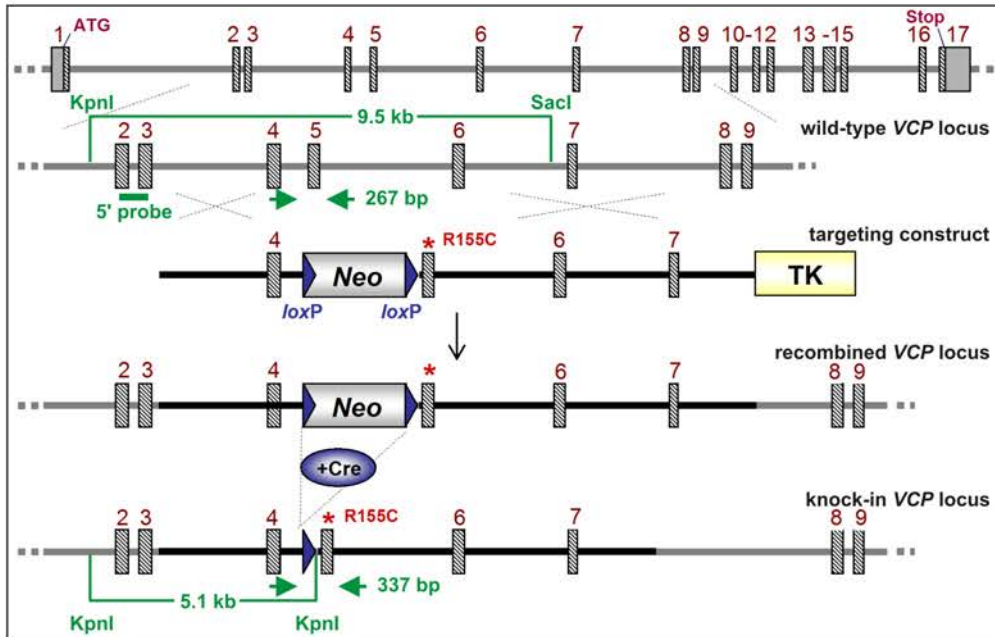 ATG Stop
1 2 3 4 5 6 7 8 9 10 -11 -12 13 -15 16 17
KpnI SacI
9.5 kb
wild-type VCP locus
2 3 4 5 6 7 8 9
5' probe 267 bp
targeting construct
4 * R155C 6 7
Neo TK
loxP loxP
recombined VCP locus
2 3 4 * 6 7 8 9
Neo
+Cre
knock-in VCP locus
2 3 4 * R155C 6 7 8 9
337 bp
5.1 kb
KpnI KpnI